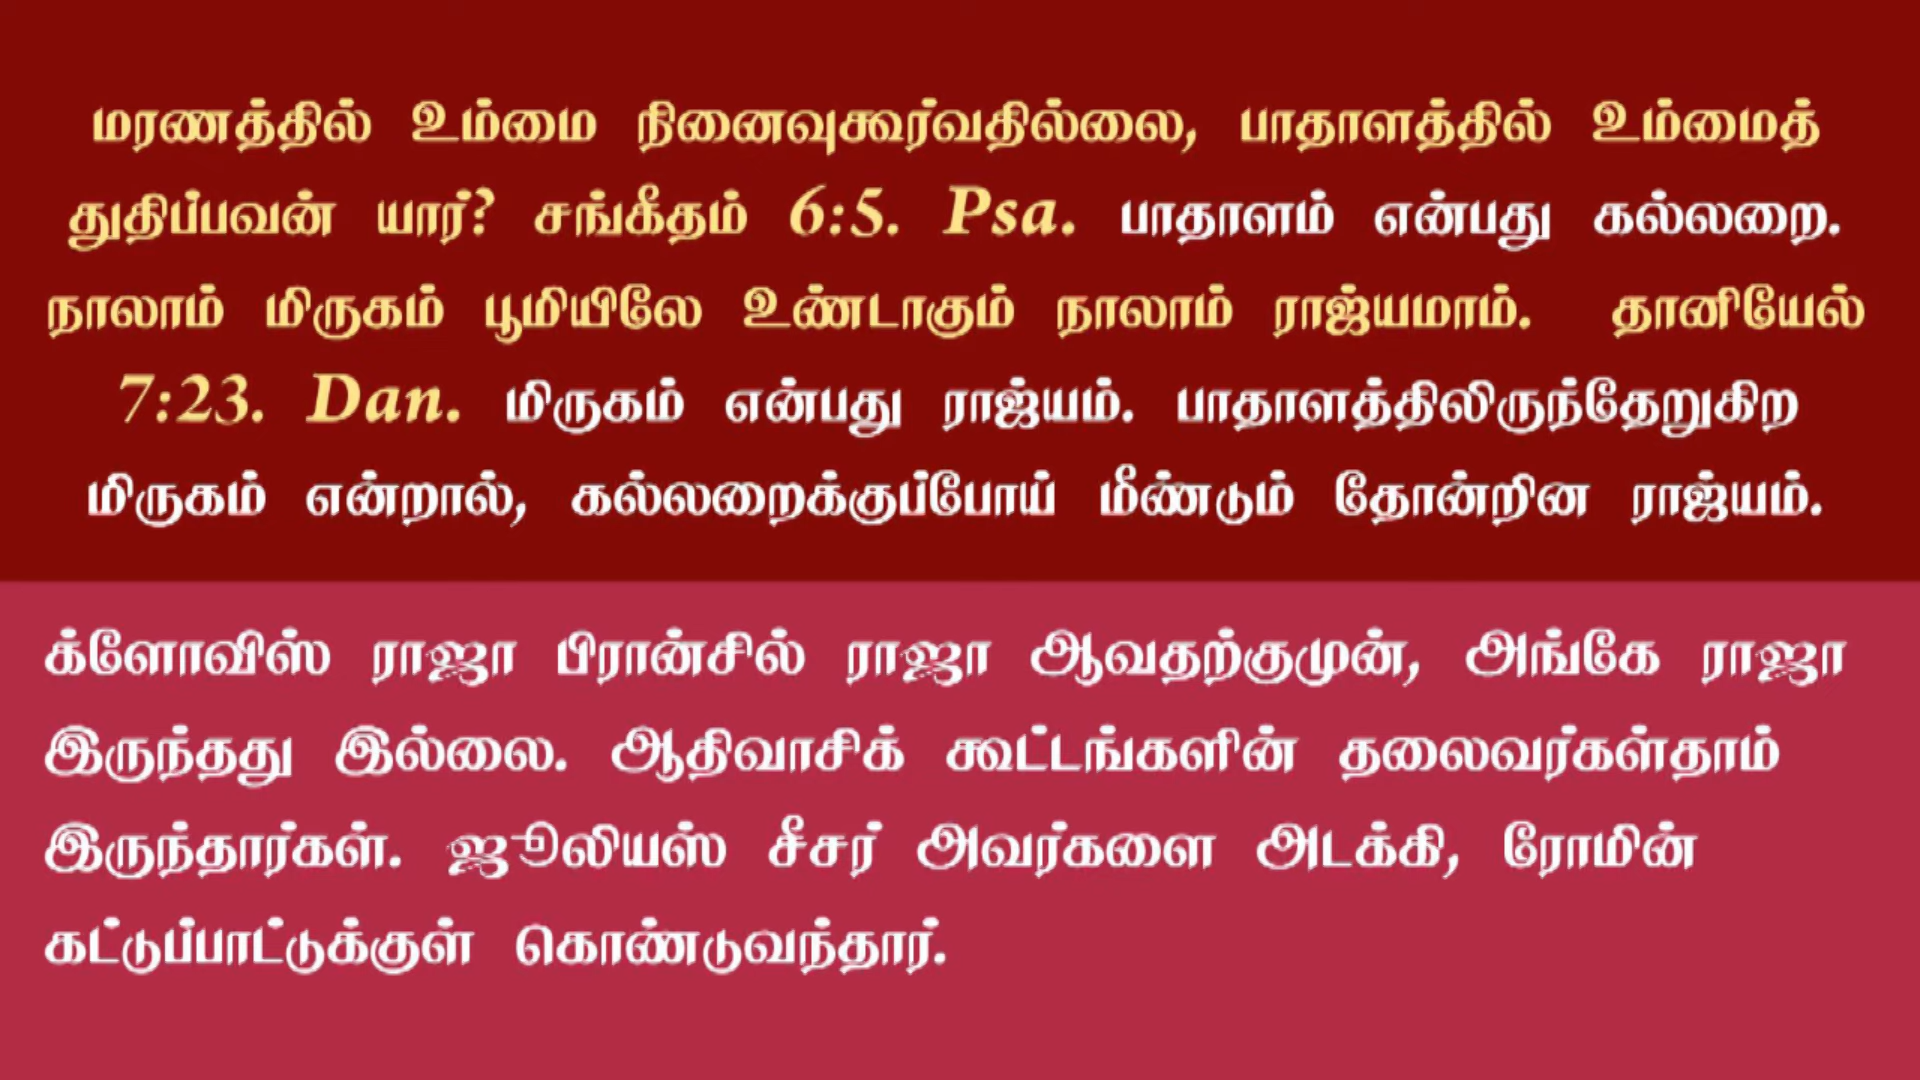 மரணத்தில் உம்மை நினைவுகூர்வதில்லை, பாதாளத்தில் உம்மைத்
துதிப்பவன் யார்? சங்கீதம் 6:5. Psa. பாதாளம் என்பது கல்லறை.
நாலாம் மிருகம் பூமியிலே உண்டாகும் நாலாம் ராஜ்யமாம். தானியேல்
7:23. Dan. மிருகம் என்பது ராஜ்யம். பாதாளத்திலிருந்தேறுகிற
மிருகம் என்றால், கல்லறைக்குப்போய் மீண்டும் தோன்றின ராஜ்யம்.
க்ளோவிஸ் ராஜா பிரான்சில் ராஜா ஆவதற்குமுன், அங்கே ராஜா
இருந்தது இல்லை. ஆதிவாசிக் கூட்டங்களின் தலைவர்கள்தாம்
இருந்தார்கள். ஜூலியஸ் சீசர் அவர்களை அடக்கி, ரோமின்
கட்டுப்பாட்டுக்குள் கொண்டுவந்தார்.